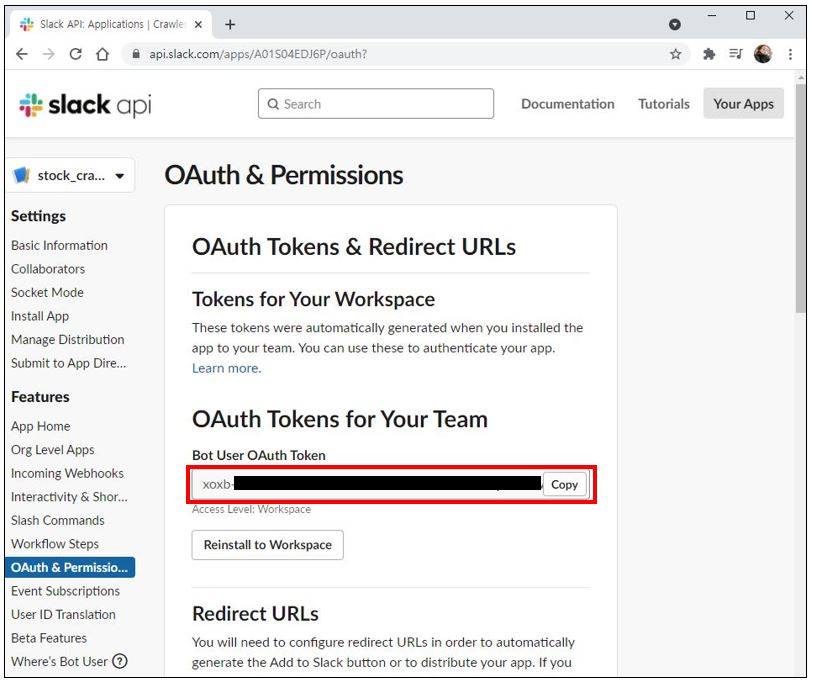 Slack API: Applications | Crawle
api.slack.com/apps/A01S04EDJ6P/oauth?
slack api
Search
Documentation
Tutorials
Your Apps
stock_cra...
OAuth & Permissions
Settings
Basic Information
Collaborators
Socket Mode
Install App
Manage Distribution
Submit to App Dire...
Features
App Home
Org Level Apps
Incoming Webhooks
Interactivity & Shor...
Slash Commands
Workflow Steps
OAuth & Permissio...
Event Subscriptions
User ID Translation
Beta Features
Where's Bot User ?
OAuth Tokens & Redirect URLs
Tokens for Your Workspace
These tokens were automatically generated when you installed the
app to your team. You can use these to authenticate your app.
Learn more.
OAuth Tokens for Your Team
Bot User OAuth Token
xoxb-
Copy
Access Level: Workspace
Reinstall to Workspace
Redirect URLs
You will need to configure redirect URLs in order to automatically
generate the Add to Slack button or to distribute your app. If you